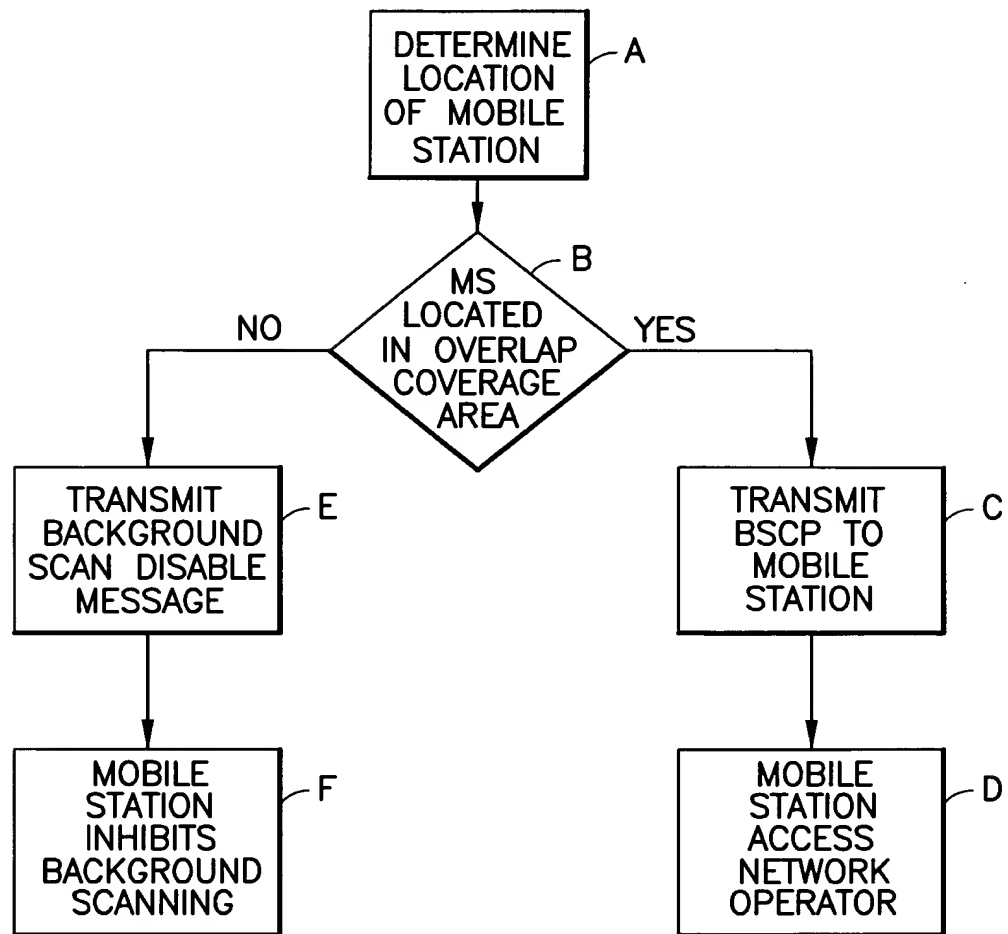 DETERMINE
LOCATION
OF MOBILE
STATION
A
B
MS
LOCATED
IN OVERLAP
COVERAGE
AREA
NO
YES
TRANSMIT
BACKGROUND
SCAN DISABLE
MESSAGE
E
TRANSMIT
BSCP TO
MOBILE
STATION
C
MOBILE
STATION
INHIBITS
BACKGROUND
SCANNING
F
MOBILE
STATION
ACCESS
NETWORK
OPERATOR
D